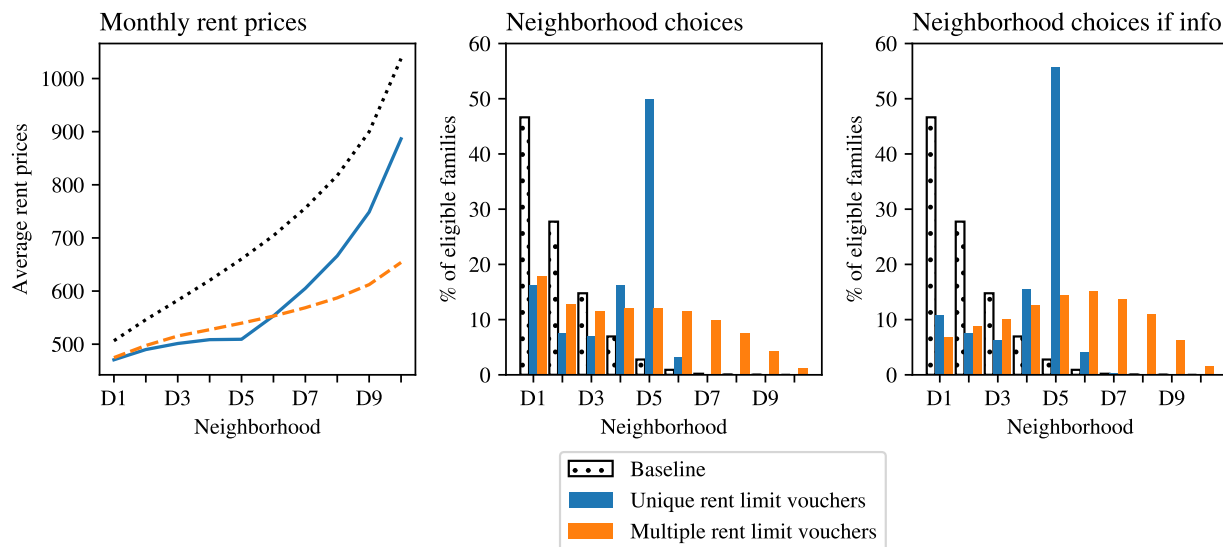 Monthly rent prices
Neighborhood choices
Neighborhood choices if info
Average rent prices
1000
900
800
700
600
500
D1 D3 D5 D7 D9
Neighborhood
% of eligible families
60
50
40
30
20
10
0
D1 D3 D5 D7 D9
Neighborhood
% of eligible families
60
50
40
30
20
10
0
D1 D3 D5 D7 D9
Neighborhood
Baseline
Unique rent limit vouchers
Multiple rent limit vouchers